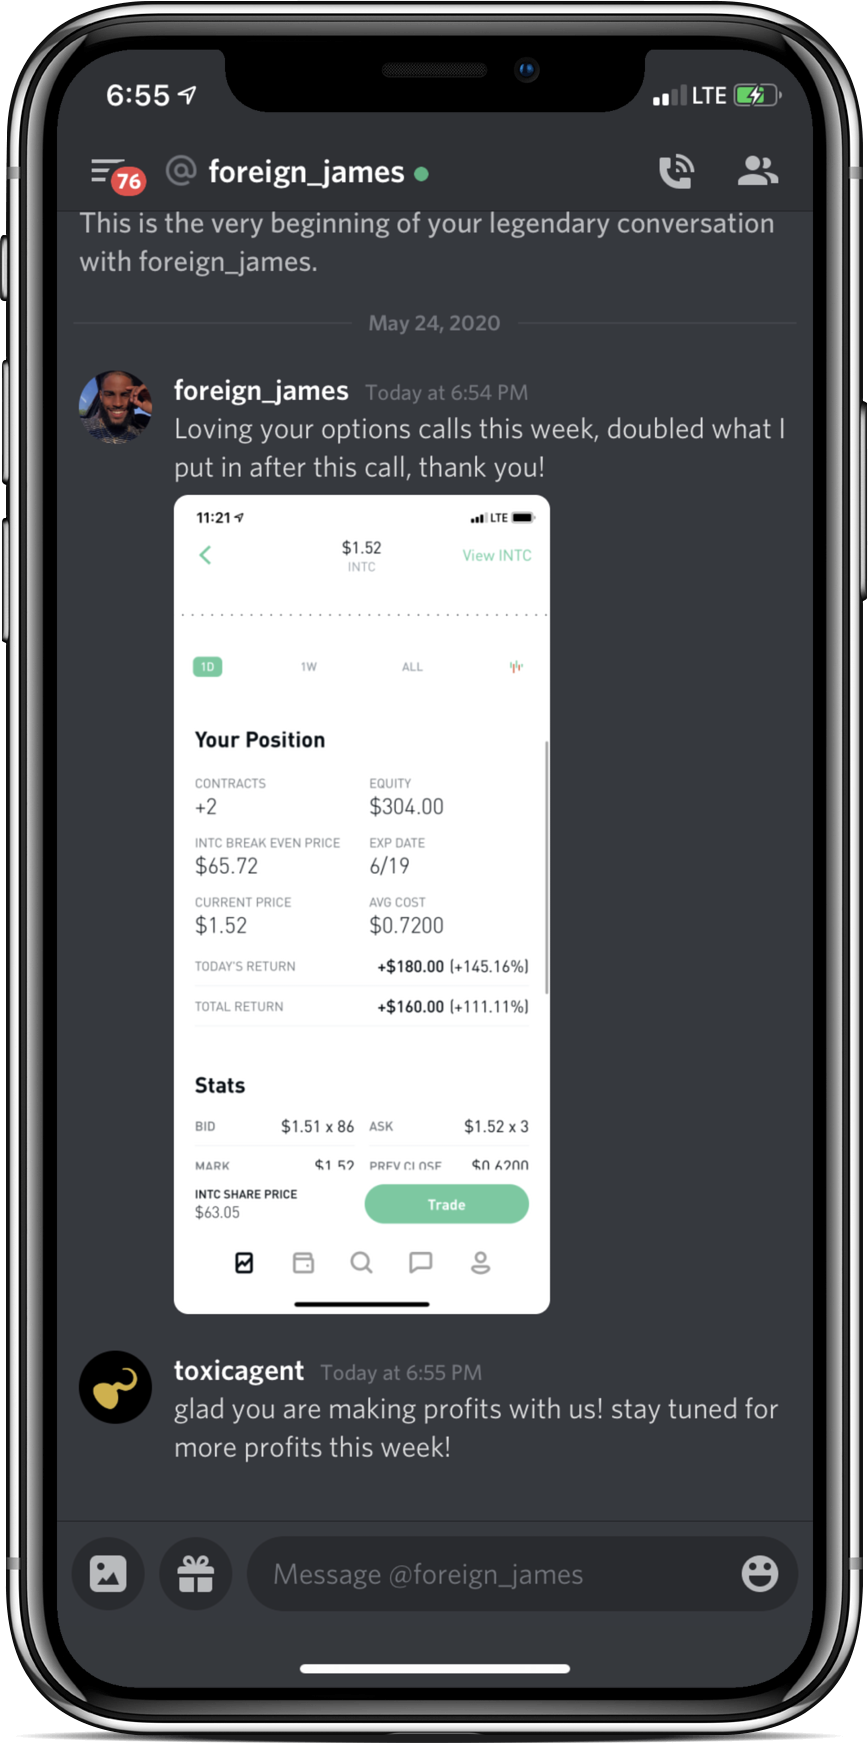 6:55 LTE
76 @ foreign_james
This is the very beginning of your legendary conversation
with foreign_james.
May 24, 2020
foreign_james Today at 6:54 PM
Loving your options calls this week, doubled what I
put in after this call, thank you!
11:21 LTE
$1.52 View INTC
INTC
1D 1W ALL
Your Position
CONTRACTS EQUITY
+2 $304.00
INTC BREAK EVEN PRICE EXP DATE
$65.72 6/19
CURRENT PRICE AVG COST
$1.52 $0.7200
TODAY'S RETURN +$180.00 (+145.16%)
TOTAL RETURN +$160.00 (+111.11%)
Stats
BID $1.51 x 86 ASK $1.52 x 3
MARK $1.52 PREV CLOSE $0.6200
INTC SHARE PRICE Trade
$63.05
toxicagent Today at 6:55 PM
glad you are making profits with us! stay tuned for
more profits this week!
Message @foreign_james